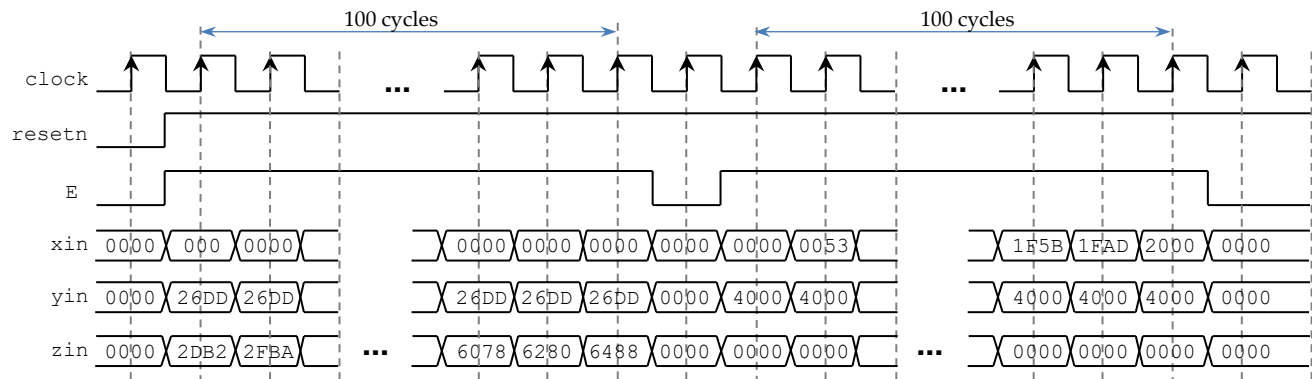 100 cycles 100 cycles
clock ... ...
resetn
E
xin 0000 000 0000 0000 0000 0000 0000 0000 0053 1F5B 1FAD 2000 0000
yin 0000 26DD 26DD 26DD 26DD 26DD 0000 4000 4000 4000 4000 4000 0000
zin 0000 2DB2 2FBA ... 6078 6280 6488 0000 0000 0000 ... 0000 0000 0000 0000